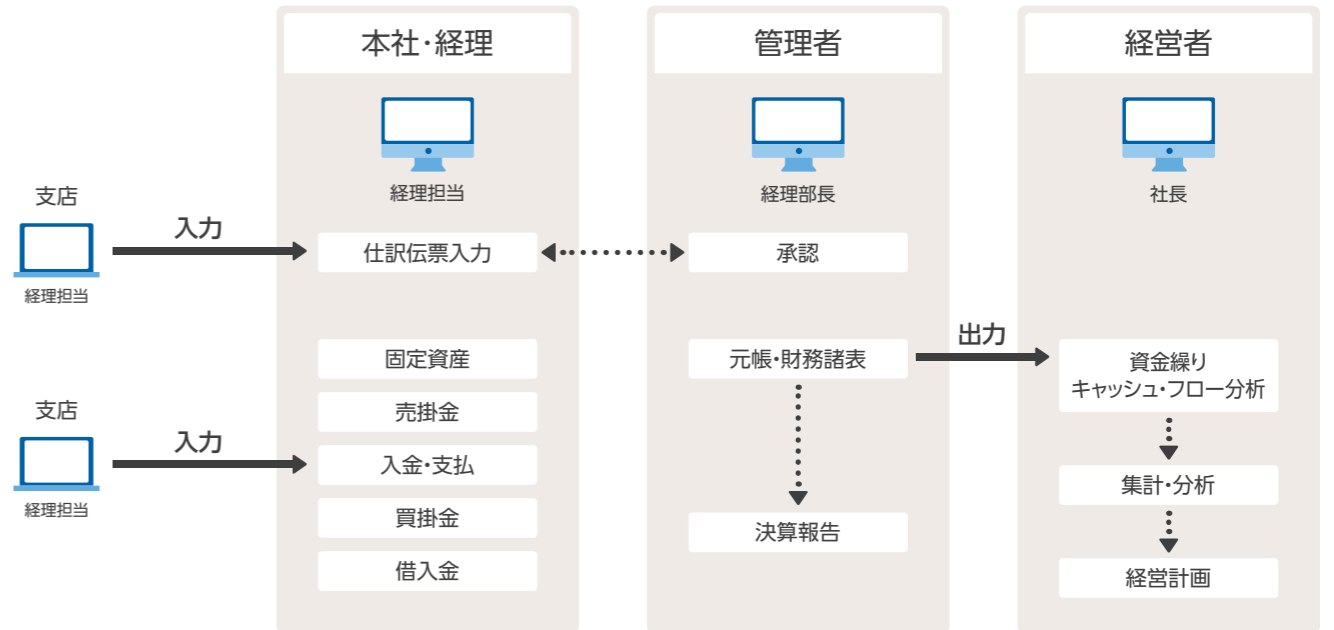 本社・経理
管理者
経営者
経理担当
経理部長
社長
支店
経理担当
入力
仕訳伝票入力
承認
固定資産
売掛金
入金・支払
買掛金
借入金
支店
経理担当
入力
元帳・財務諸表
決算報告
出力
資金繰り
キャッシュ・フロー分析
集計・分析
経営計画